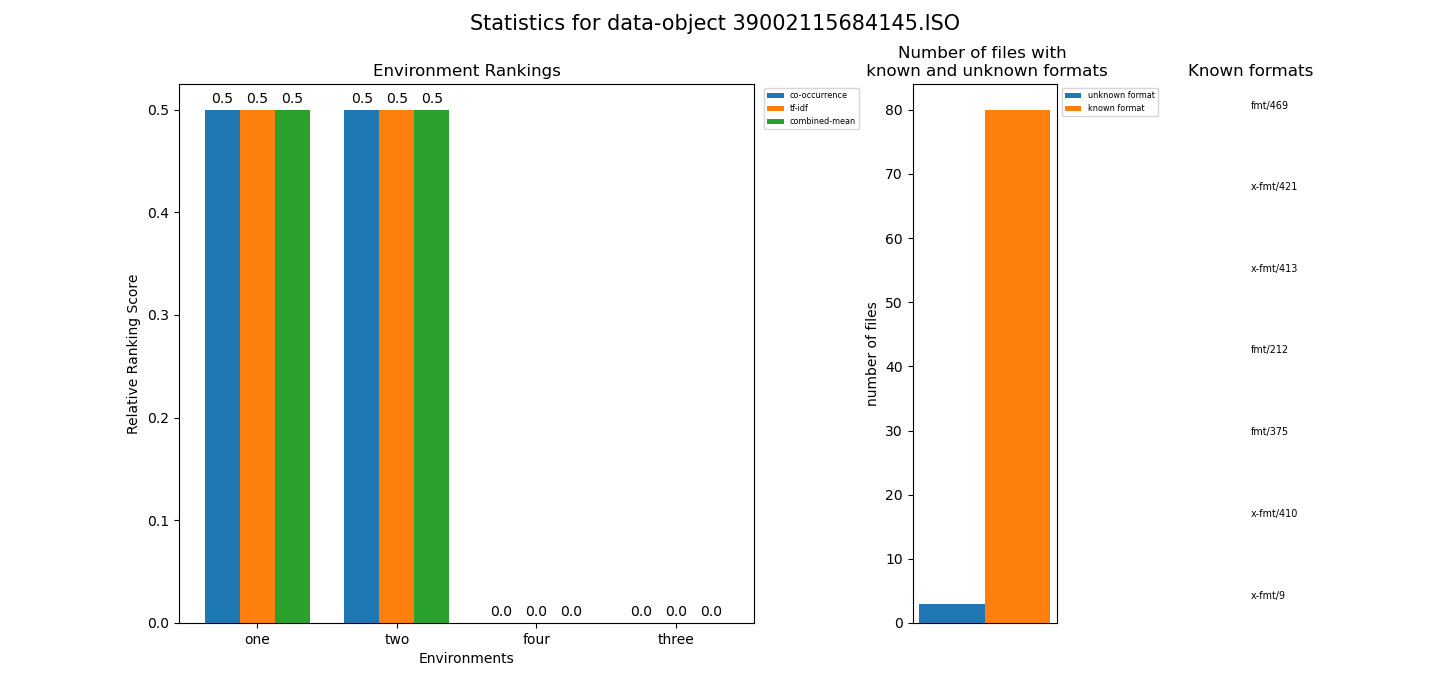 Statistics for data-object 39002115684145.ISO
Environment Rankings
0.5 0.5 0.5 0.5 0.5 0.5
0.0 0.0 0.0 0.0 0.0 0.0
0.5
0.4
0.3
0.2
0.1
0.0
Relative Ranking Score
one two four three
Environments
co-occurrence
tf-idf
combined-mean
Number of files with
known and unknown formats
80
70
60
50
40
30
20
10
0
number of files
unknown format
known format
Known formats
fmt/469
x-fmt/421
x-fmt/413
fmt/212
fmt/375
x-fmt/410
x-fmt/9